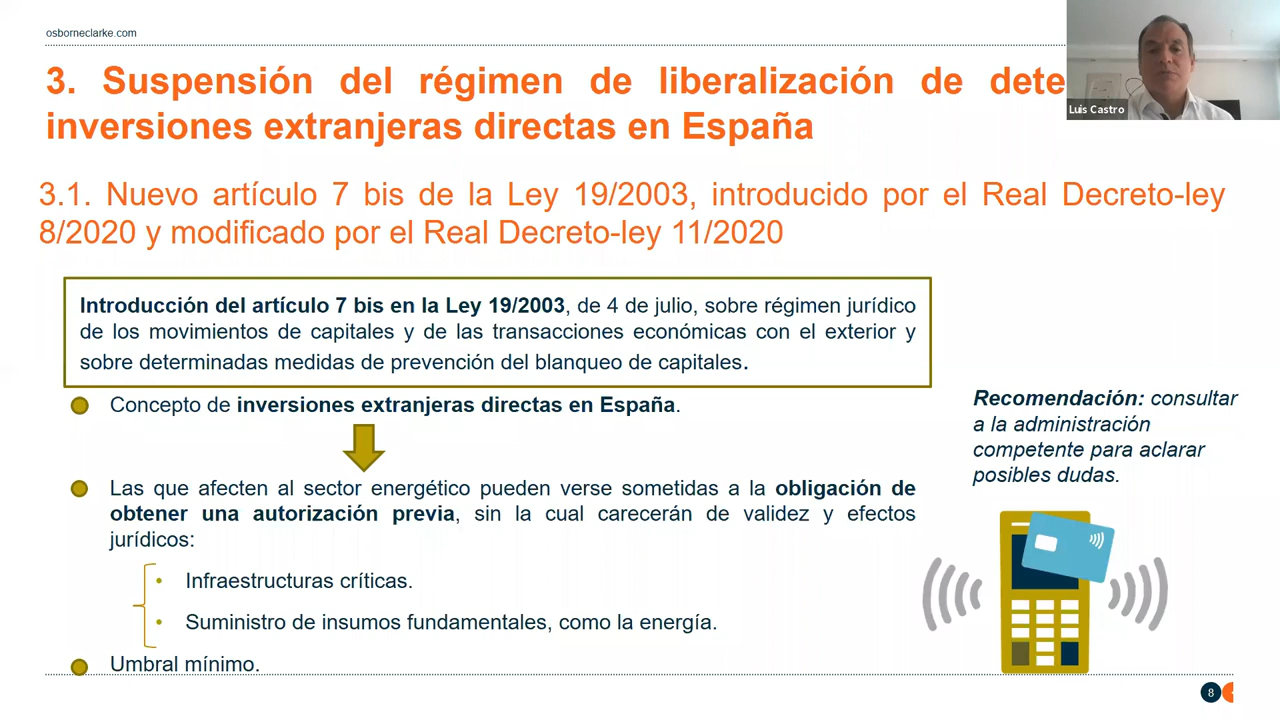 osborneclarke.com
3. Suspensión del régimen de liberalización de dete
inversiones extranjeras directas en España
Luis Castro
3.1. Nuevo artículo 7 bis de la Ley 19/2003, introducido por el Real Decreto-ley
8/2020 y modificado por el Real Decreto-ley 11/2020
Introducción del artículo 7 bis en la Ley 19/2003, de 4 de julio, sobre régimen jurídico
de los movimientos de capitales y de las transacciones económicas con el exterior y
sobre determinadas medidas de prevención del blanqueo de capitales.
Concepto de inversiones extranjeras directas en España.
Las que afecten al sector energético pueden verse sometidas a la obligación de
obtener una autorización previa, sin la cual carecerán de validez y efectos
jurídicos:
• Infraestructuras críticas.
• Suministro de insumos fundamentales, como la energía.
Umbral mínimo.
Recomendación: consultar
a la administración
competente para aclarar
posibles dudas.
8